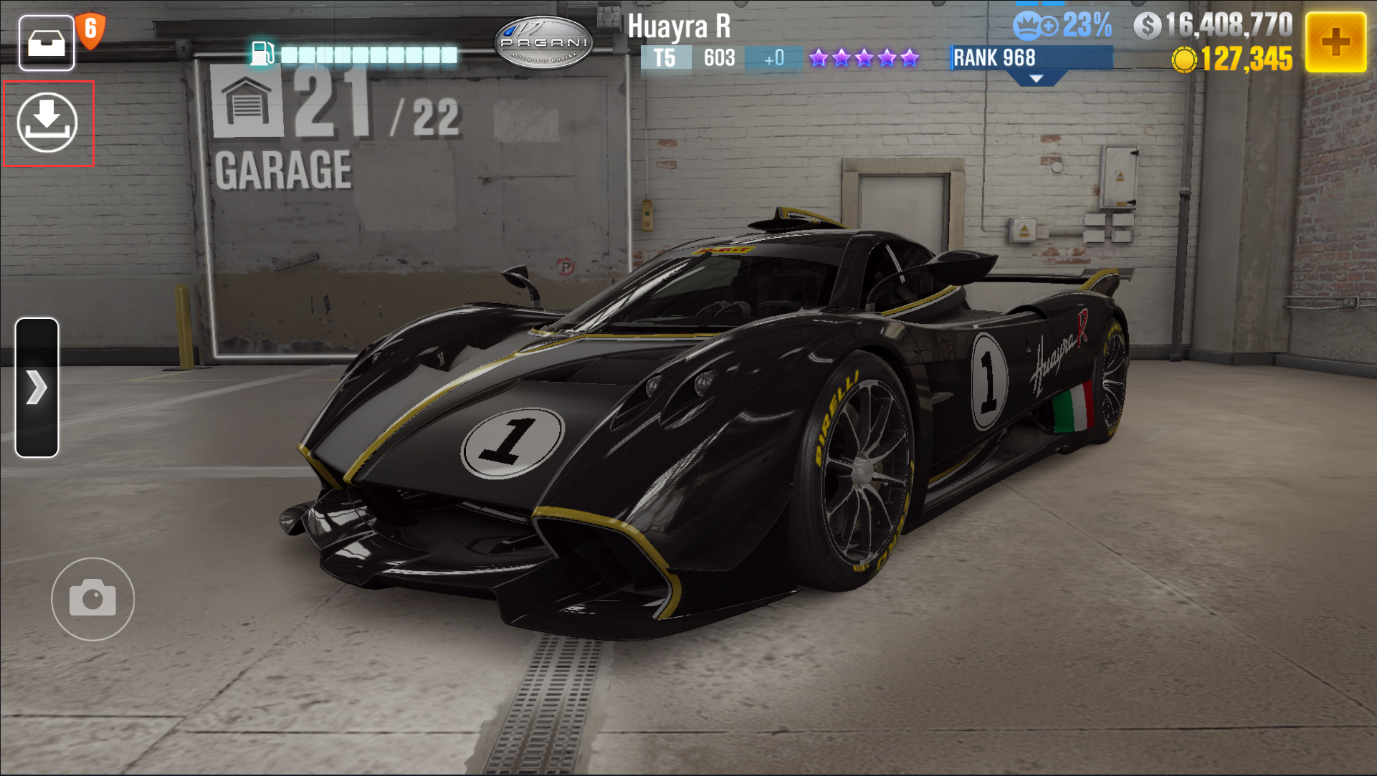 6
PAGANI
Huayra R
T5 603 +0
RANK 968
23%
16,408,770
127,345
21/22
GARAGE
P
PIRELLI
1
1
Huayra R